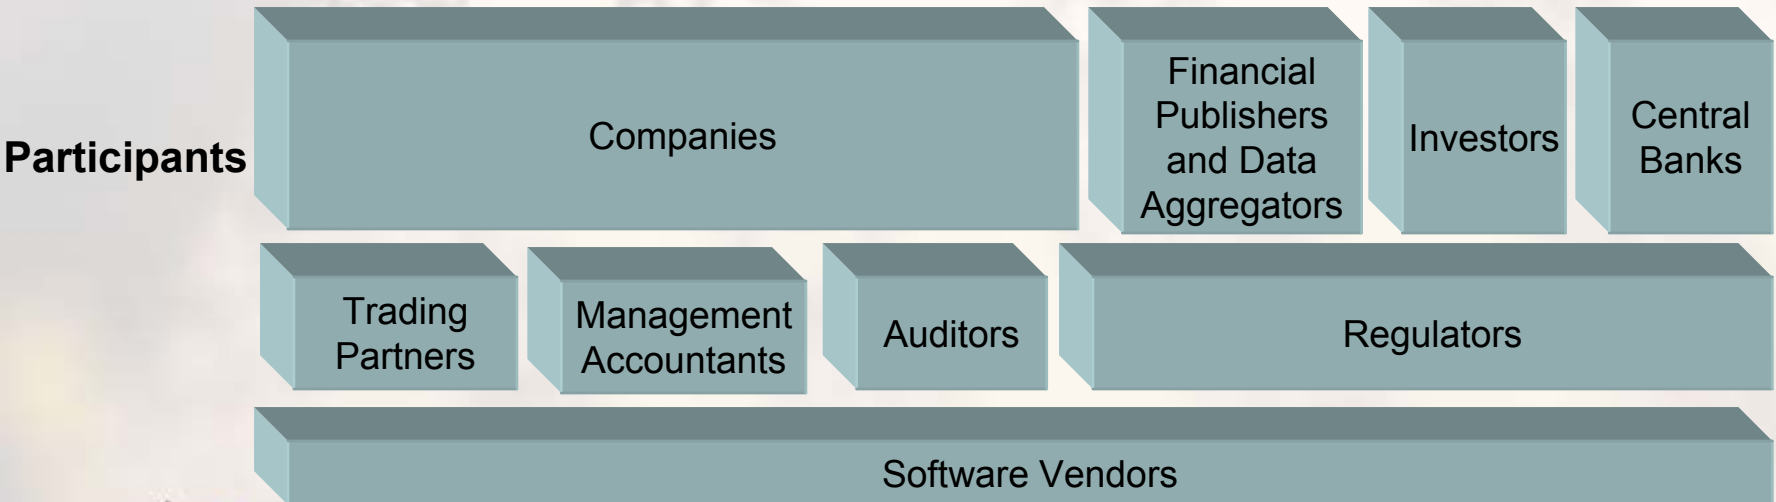 Participants
Companies
Financial
Publishers
and Data
Aggregators
Investors
Central
Banks
Trading
Partners
Management
Accountants
Auditors
Regulators
Software Vendors